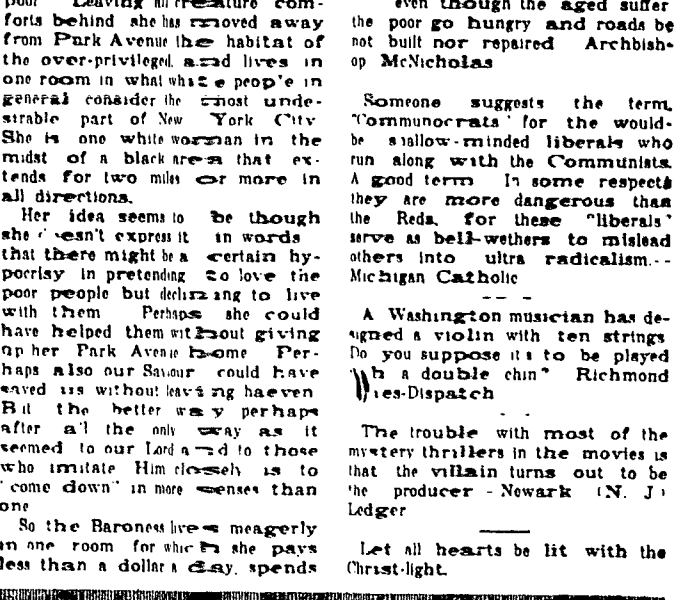 poor Leaving all creature com-
forts behind she has removed away
from Park Avenue the habitat of
the over-privileged and lives in
one room in what white peop'e in
general consider the most unde-
sirable part of New York City
She is one white woman in the
midst of a black area that ex-
tends for two miles or more in
all directions.
Her idea seems to be though
she doesn't express it in words
that there might be a certain hy-
pocrisy in pretending to love the
poor people but declining to live
with them Perhaps she could
have helped them without giving
up her Park Avenue home Per-
haps also our Saviour could have
saved us without leaving haeven
But the better way perhaps
after all the only way as it
seemed to our Lord and to those
who imitate Him closely is to
"come down" in more senses than
one
So the Baroness lives meagerly
in one room for which she pays
less than a dollar a day, spends
even though the aged suffer
the poor go hungry and roads be
not built nor repaired Archbish-
op McNicholas
Someone suggests the term,
"Communocrats" for the would-
be shallow-minded liberals who
run along with the Communists.
A good term In some respects
they are more dangerous than
the Reds, for these "liberals"
serve as bell-wethers to mislead
others into ultra radicalism.--
Michigan Catholic
A Washington musician has de-
signed a violin with ten strings
Do you suppose it is to be played
with a double chin" Richmond
Times-Dispatch
The trouble with most of the
mystery thrillers in the movies is
that the villain turns out to be
the producer - Newark (N. J)
Ledger
Let all hearts be lit with the
Christ-light.